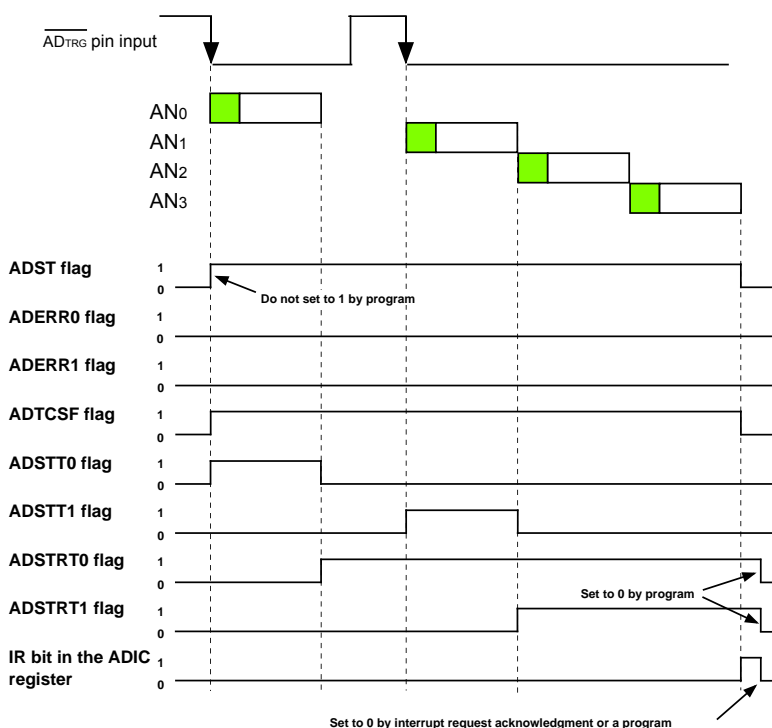 ADTRG pin input
AN0
AN1
AN2
AN3
ADST flag 1
0
Do not set to 1 by program
ADERR0 flag 1
0
ADERR1 flag 1
0
ADTCSF flag 1
0
ADSTT0 flag 1
0
ADSTT1 flag 1
0
ADSTRT0 flag 1
0
Set to 0 by program
ADSTRT1 flag 1
0
IR bit in the ADIC 1
register 0
Set to 0 by interrupt request acknowledgment or a program